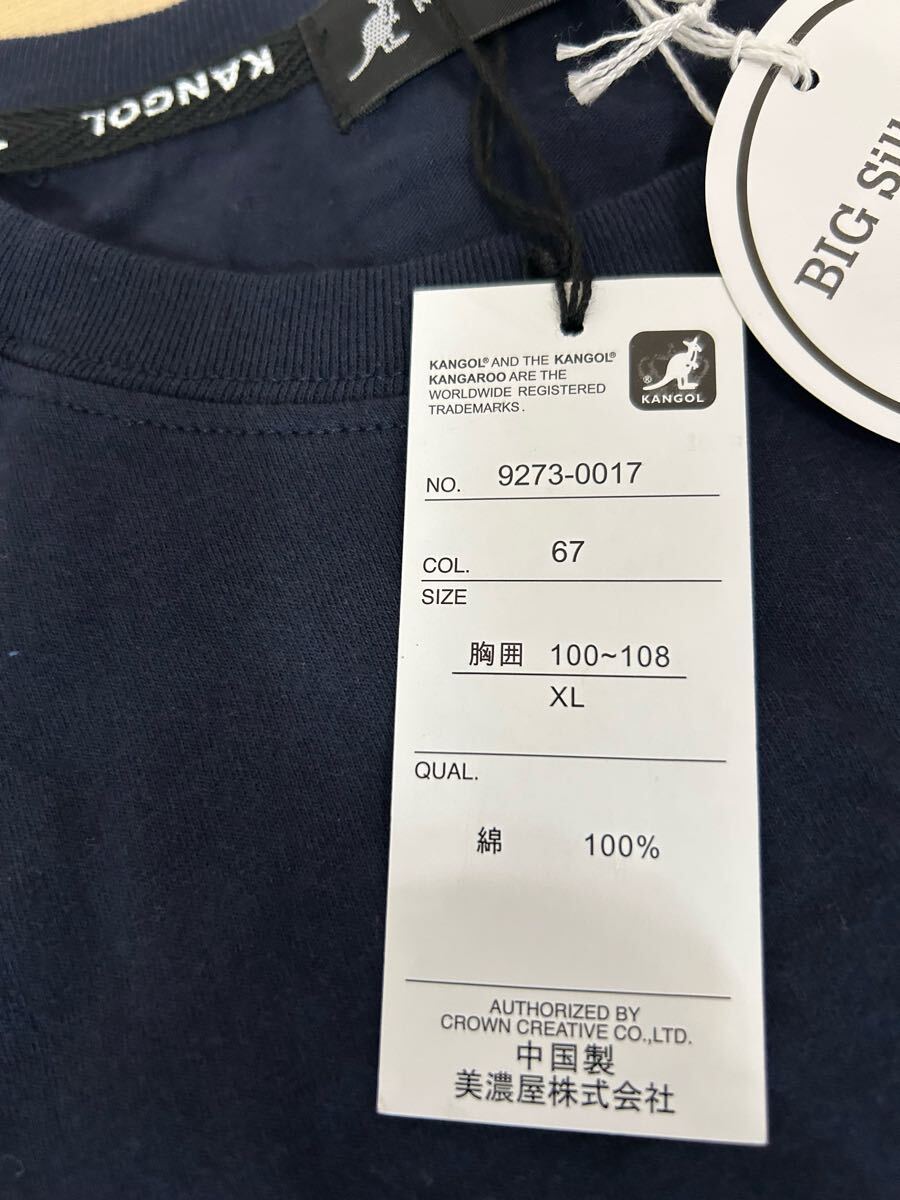 KANGOL
BIG
KANGOL® AND THE KANGOL®
KANGAROO ARE THE
WORLDWIDE REGISTERED
TRADEMARKS.
®
KANGOL
NO. 9273-0017
COL. 67
SIZE
胸囲 100~108
XL
QUAL.
綿 100%
AUTHORIZED BY
CROWN CREATIVE CO.,LTD.
中国製
美濃屋株式会社